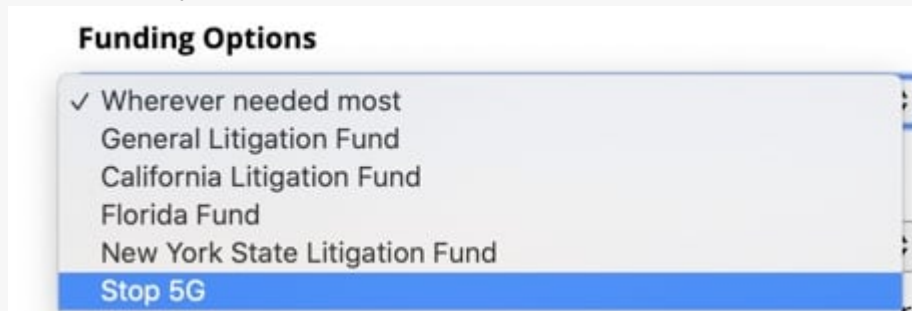 Funding Options
✓ Wherever needed most
General Litigation Fund
California Litigation Fund
Florida Fund
New York State Litigation Fund
Stop 5G